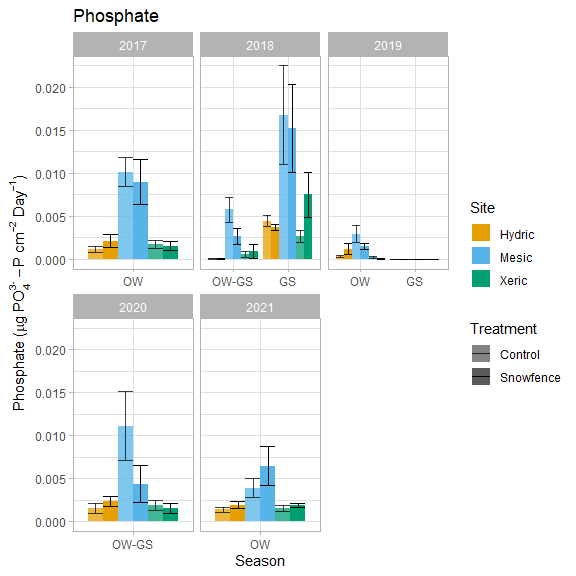 Phosphate
2017 2018 2019
0.020
0.015
0.010
0.005
0.000
OW OW-GS GS OW GS
2020 2021
0.020
0.015
0.010
0.005
0.000
OW-GS OW
Season
Phosphate (µg PO₄³⁻–P cm⁻² Day⁻¹)
Site
Hydric
Mesic
Xeric
Treatment
Control
Snowfence